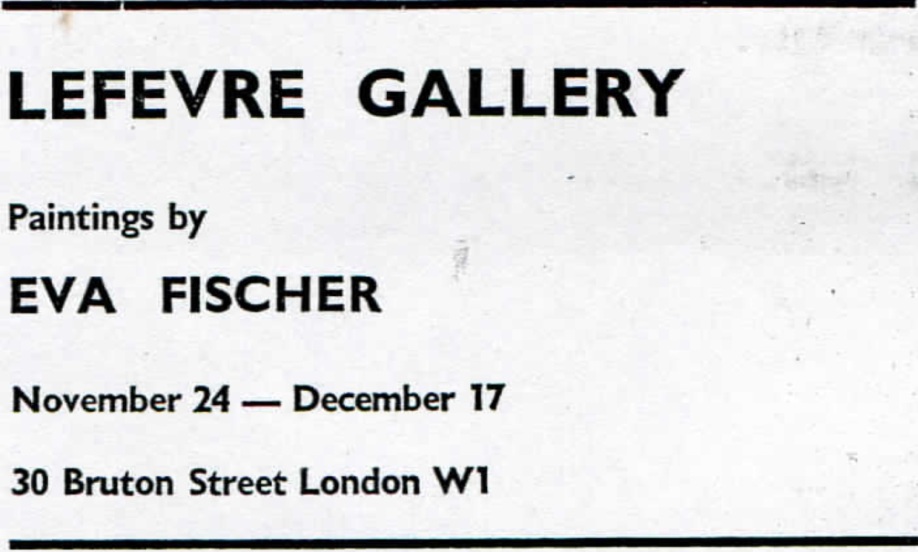 LEFEVRE GALLERY
Paintings by
EVA FISCHER
November 24 — December 17
30 Bruton Street London W1